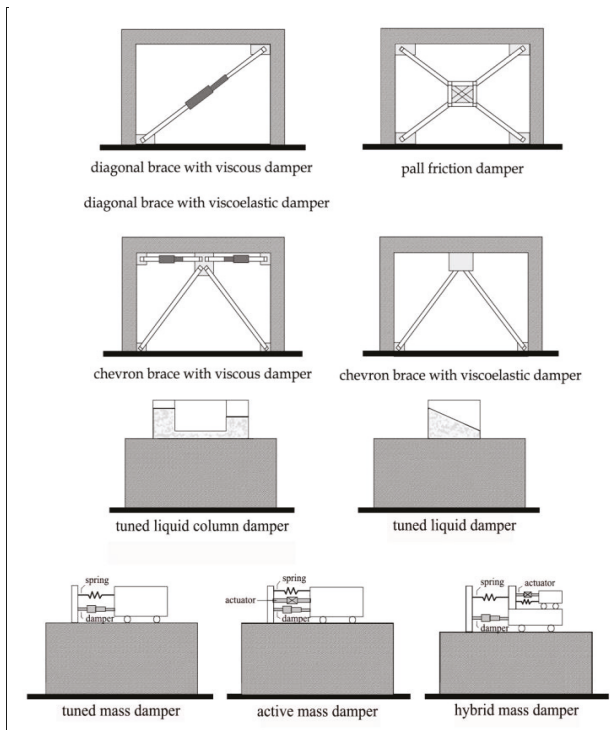 diagonal brace with viscous damper
pall friction damper
diagonal brace with viscoelastic damper
chevron brace with viscous damper
chevron brace with viscoelastic damper
tuned liquid column damper
tuned liquid damper
spring
damper
tuned mass damper
spring
actuator
damper
active mass damper
spring
actuator
damper
hybrid mass damper